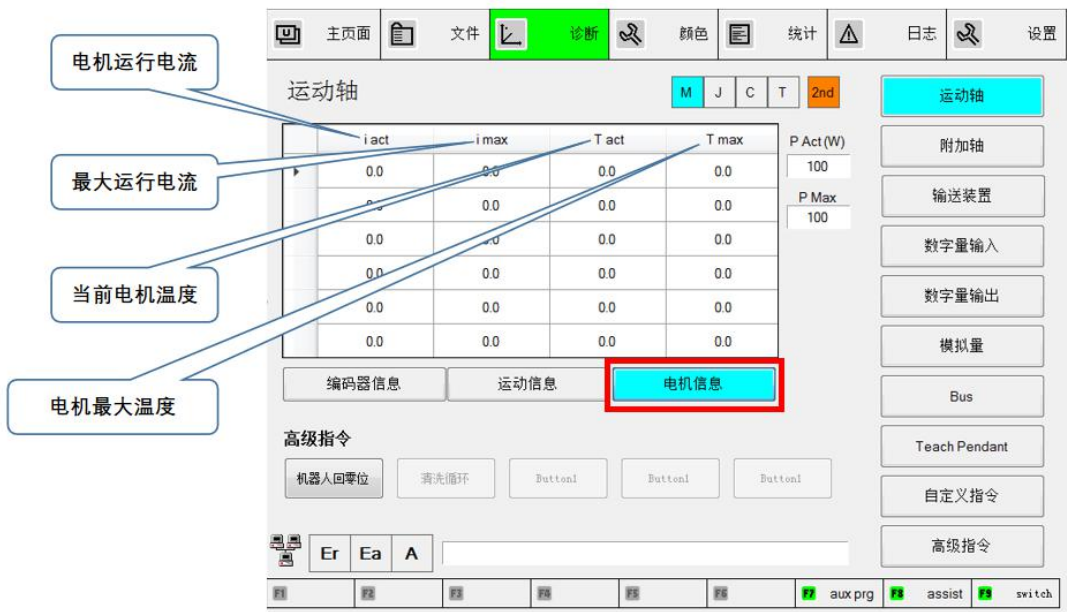 主页面 文件 诊断 颜色 统计 日志 设置
电机运行电流
最大运行电流
当前电机温度
电机最大温度
运动轴
M J C T 2nd
i act i max T act T max
0.0 0.0 0.0 0.0
0.0 0.0 0.0 0.0
0.0 0.0 0.0 0.0
0.0 0.0 0.0 0.0
0.0 0.0 0.0 0.0
0.0 0.0 0.0 0.0
P Act (W)
100
P Max
100
编码器信息 运动信息 电机信息
高级指令
机器人回零位 清洗循环 Button1 Button1 Button1
Er Ea A
运动轴
附加轴
输送装置
数字量输入
数字量输出
模拟量
Bus
Teach Pendant
自定义指令
高级指令
F1 F2 F3 F4 F5 F6 F7 aux prg F8 assist F9 switch